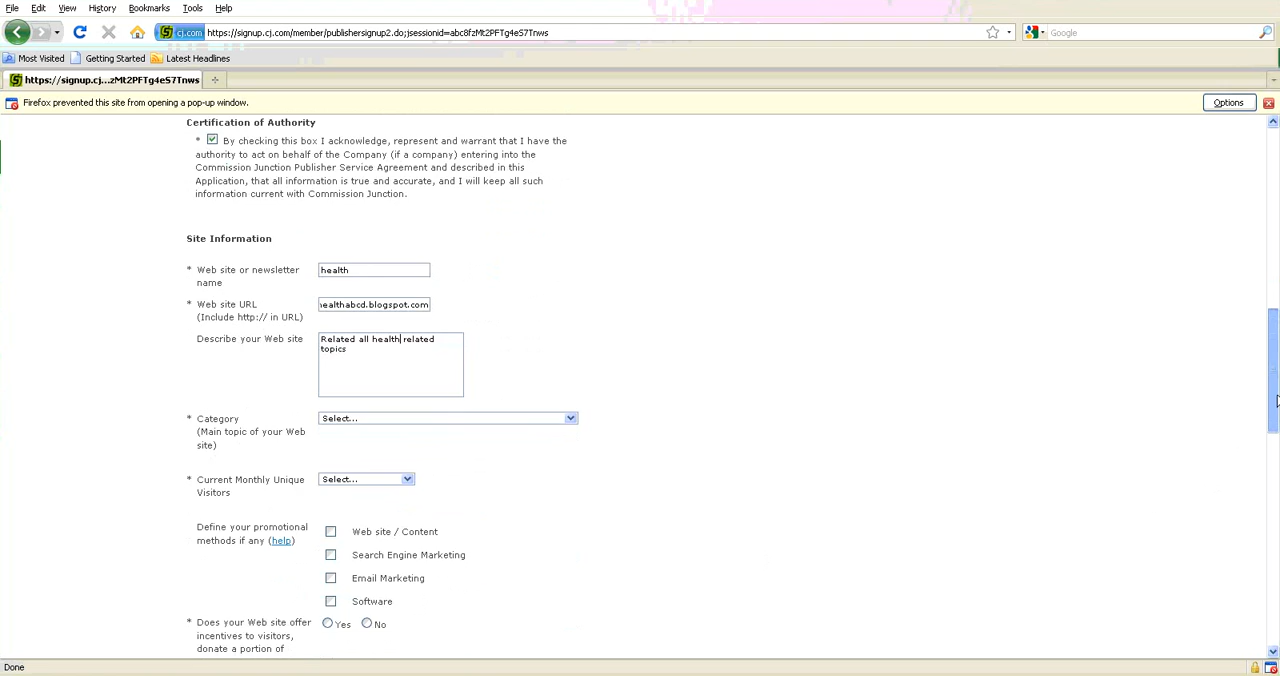 File Edit View History Bookmarks Tools Help
cj.com https://signup.cj.com/member/publishersignup2.do;jsessionid=abc8fzMt2PFTg4eS7Tnws Google
Most Visited Getting Started Latest Headlines
https://signup.cj...zMt2PFTg4eS7Tnws
Firefox prevented this site from opening a pop-up window. Options
Certification of Authority
* By checking this box I acknowledge, represent and warrant that I have the
authority to act on behalf of the Company (if a company) entering into the
Commission Junction Publisher Service Agreement and described in this
Application, that all information is true and accurate, and I will keep all such
information current with Commission Junction.
Site Information
* Web site or newsletter health
name
* Web site URL ealthabcd.blogspot.com
(Include http:// in URL)
Describe your Web site Related all health related
topics
* Category Select...
(Main topic of your Web
site)
* Current Monthly Unique Select...
Visitors
Define your promotional Web site / Content
methods if any (help)
Search Engine Marketing
Email Marketing
Software
* Does your Web site offer Yes No
incentives to visitors,
donate a portion of
Done